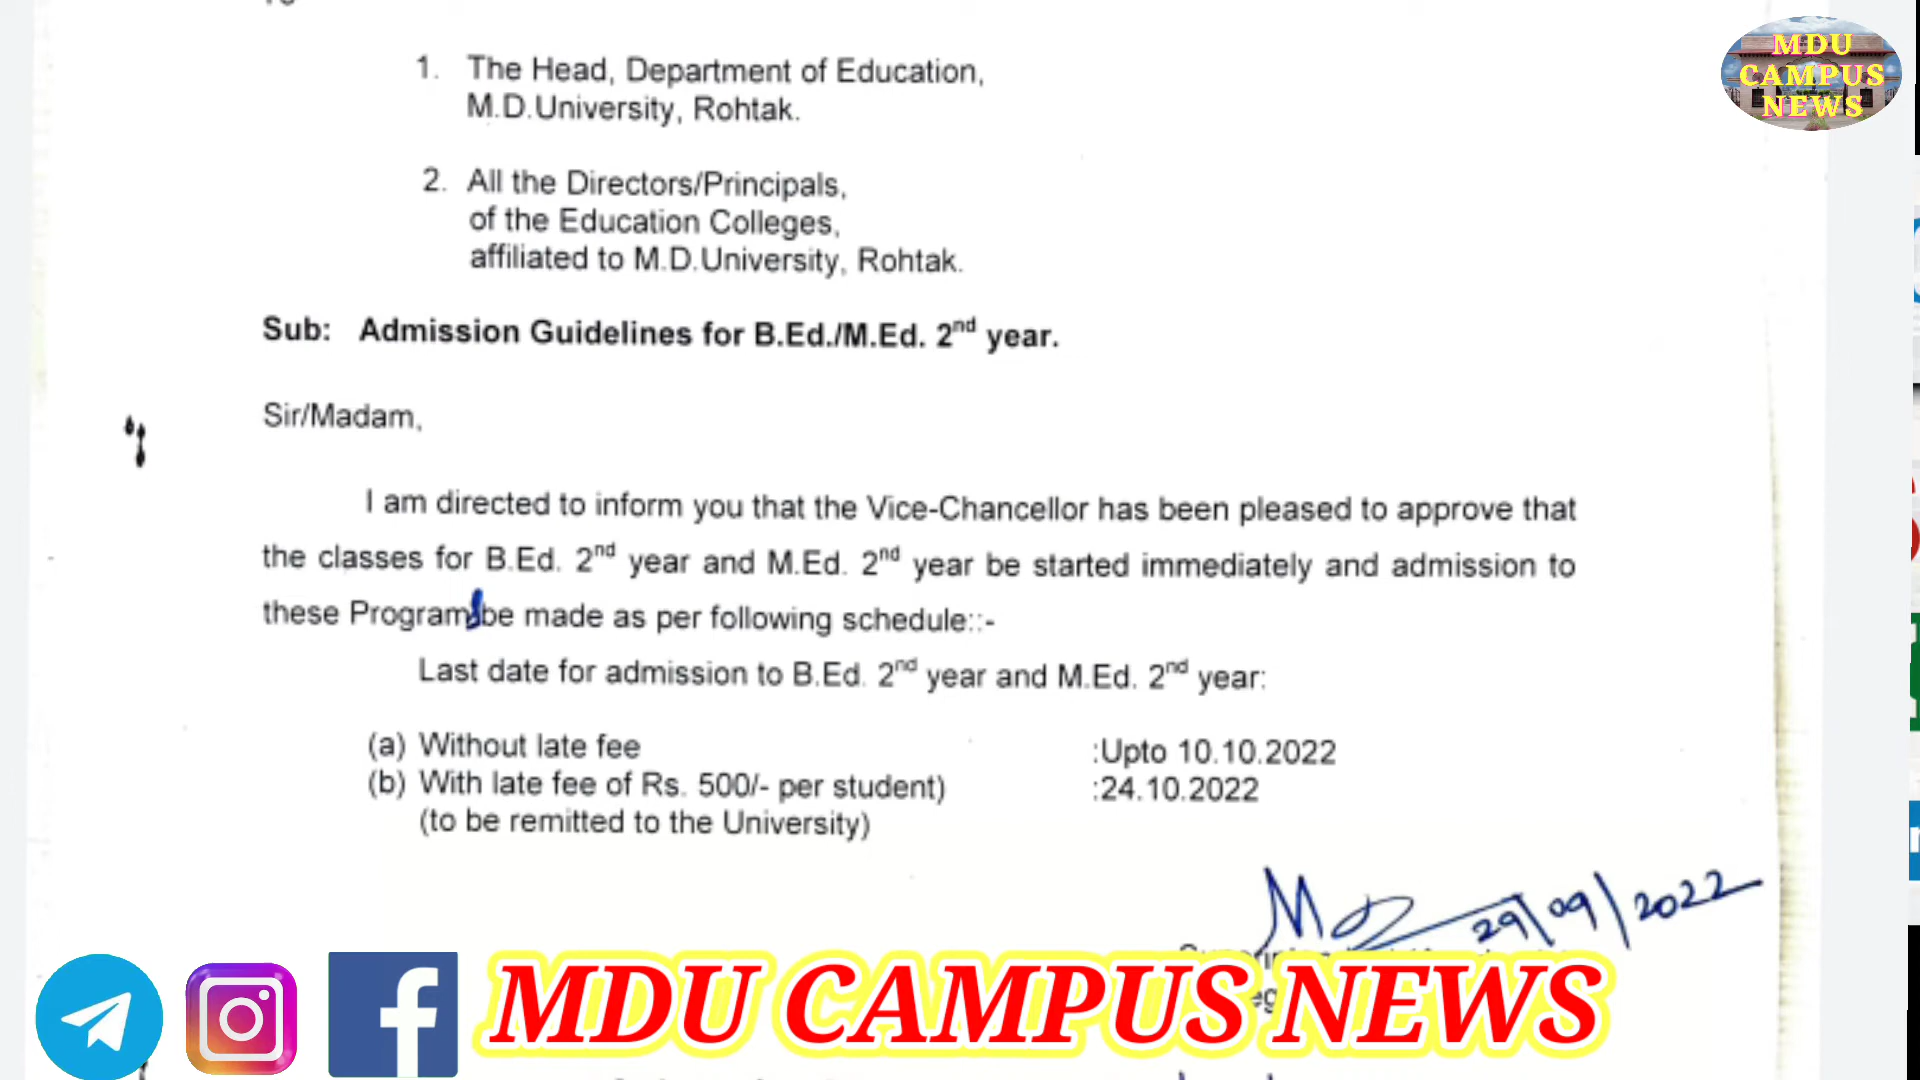 1. The Head, Department of Education,
M.D.University, Rohtak.
2. All the Directors/Principals,
of the Education Colleges,
affiliated to M.D.University, Rohtak.
Sub: Admission Guidelines for B.Ed./M.Ed. 2nd year.
Sir/Madam,
I am directed to inform you that the Vice-Chancellor has been pleased to approve that
the classes for B.Ed. 2nd year and M.Ed. 2nd year be started immediately and admission to
these Programs be made as per following schedule::-
Last date for admission to B.Ed. 2nd year and M.Ed. 2nd year:
(a) Without late fee :Upto 10.10.2022
(b) With late fee of Rs. 500/- per student) :24.10.2022
(to be remitted to the University)
29/09/2022
MDU CAMPUS NEWS
MDU
CAMPUS
NEWS